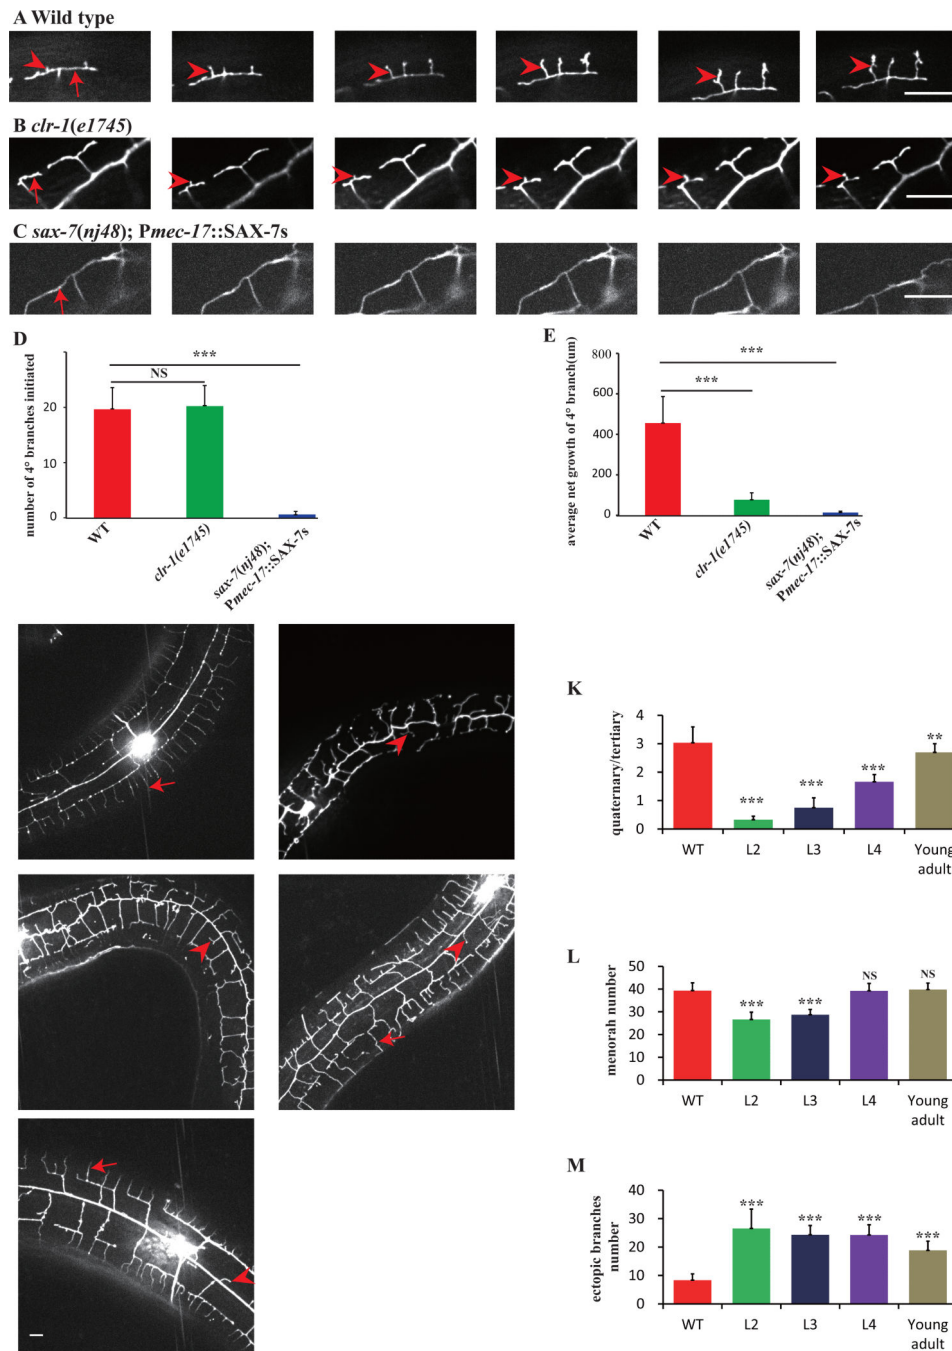 A Wild type
B clr-1(e1745)
C sax-7(nj48); Pmec-17::SAX-7s
D
number of 4° branches initiated
20
10
0
***
NS
WT
clr-1(e1745)
sax-7(nj48);
Pmec-17::SAX-7s
E
average net growth of 4° branch(um)
800
600
400
200
0
***
***
WT
clr-1(e1745)
sax-7(nj48);
Pmec-17::SAX-7s
K
quaternary/tertiary
4
3
2
1
0
***
***
***
**
WT
L2
L3
L4
Young
adult
L
menorah number
50
40
30
20
10
0
***
***
NS
NS
WT
L2
L3
L4
Young
adult
M
ectopic branches
number
40
30
20
10
0
***
***
***
***
WT
L2
L3
L4
Young
adult